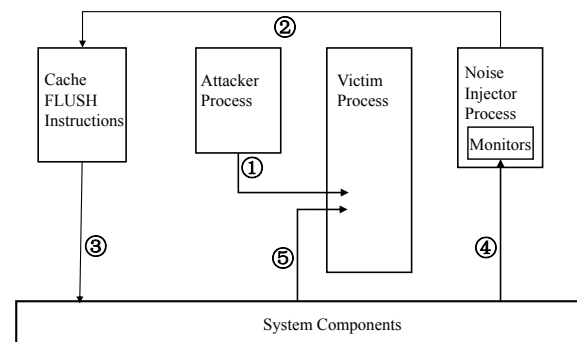 ②
Cache
FLUSH
Instructions
Attacker
Process
Victim
Process
Noise
Injector
Process
Monitors
①
③
⑤
④
System Components